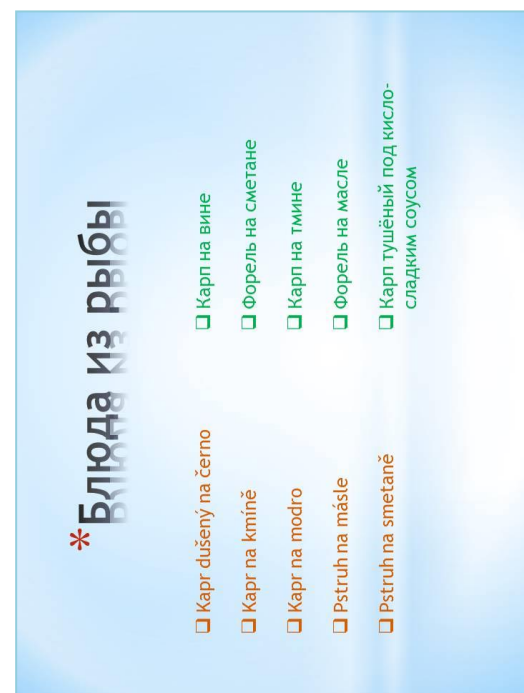 *Блюда из рыбы
❑ Kapr dušený na černo
❑ Kapr na kmíně
❑ Kapr na modro
❑ Pstruh na másle
❑ Pstruh na smetaně
❑ Карп на вине
❑ Форель на сметане
❑ Карп на тмине
❑ Форель на масле
❑ Карп тушёный под кисло-
сладким соусом